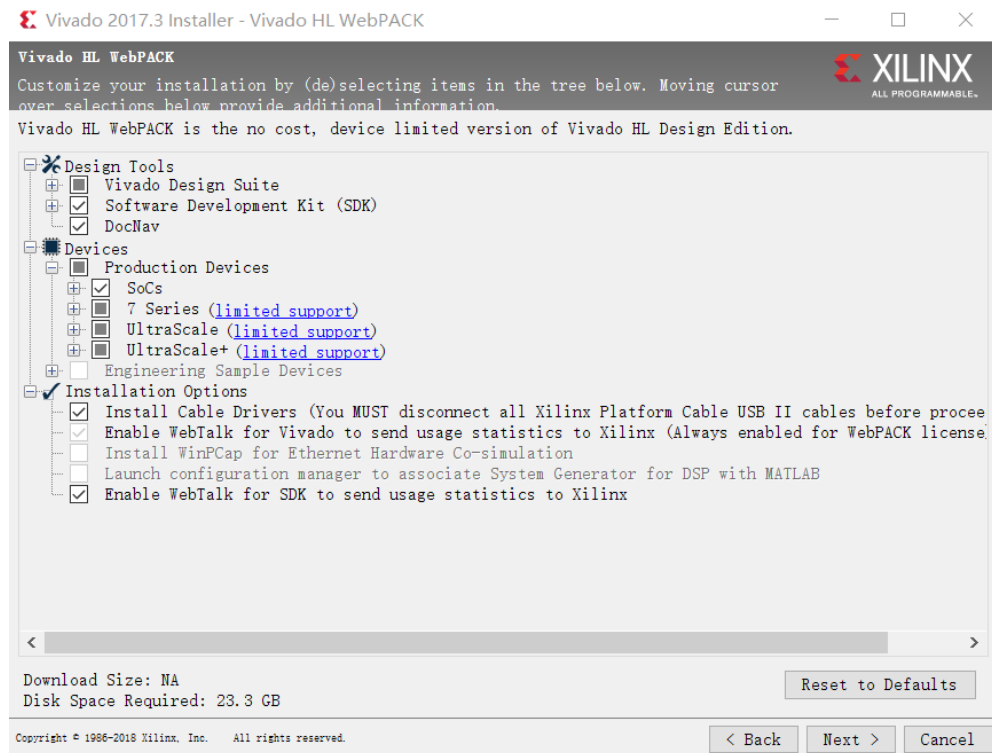 Vivado 2017.3 Installer - Vivado HL WebPACK
Vivado HL WebPACK
Customize your installation by (de)selecting items in the tree below. Moving cursor
over selections below provide additional information.
XILINX
ALL PROGRAMMABLE.
Vivado HL WebPACK is the no cost, device limited version of Vivado HL Design Edition.
Design Tools
Vivado Design Suite
Software Development Kit (SDK)
DocNav
Devices
Production Devices
SoCs
7 Series (limited support)
UltraScale (limited support)
UltraScale+ (limited support)
Engineering Sample Devices
Installation Options
Install Cable Drivers (You MUST disconnect all Xilinx Platform Cable USB II cables before procee
Enable WebTalk for Vivado to send usage statistics to Xilinx (Always enabled for WebPACK license
Install WinPCap for Ethernet Hardware Co-simulation
Launch configuration manager to associate System Generator for DSP with MATLAB
Enable WebTalk for SDK to send usage statistics to Xilinx
Download Size: NA
Disk Space Required: 23.3 GB
Reset to Defaults
Copyright © 1986-2018 Xilinx, Inc. All rights reserved.
< Back Next > Cancel